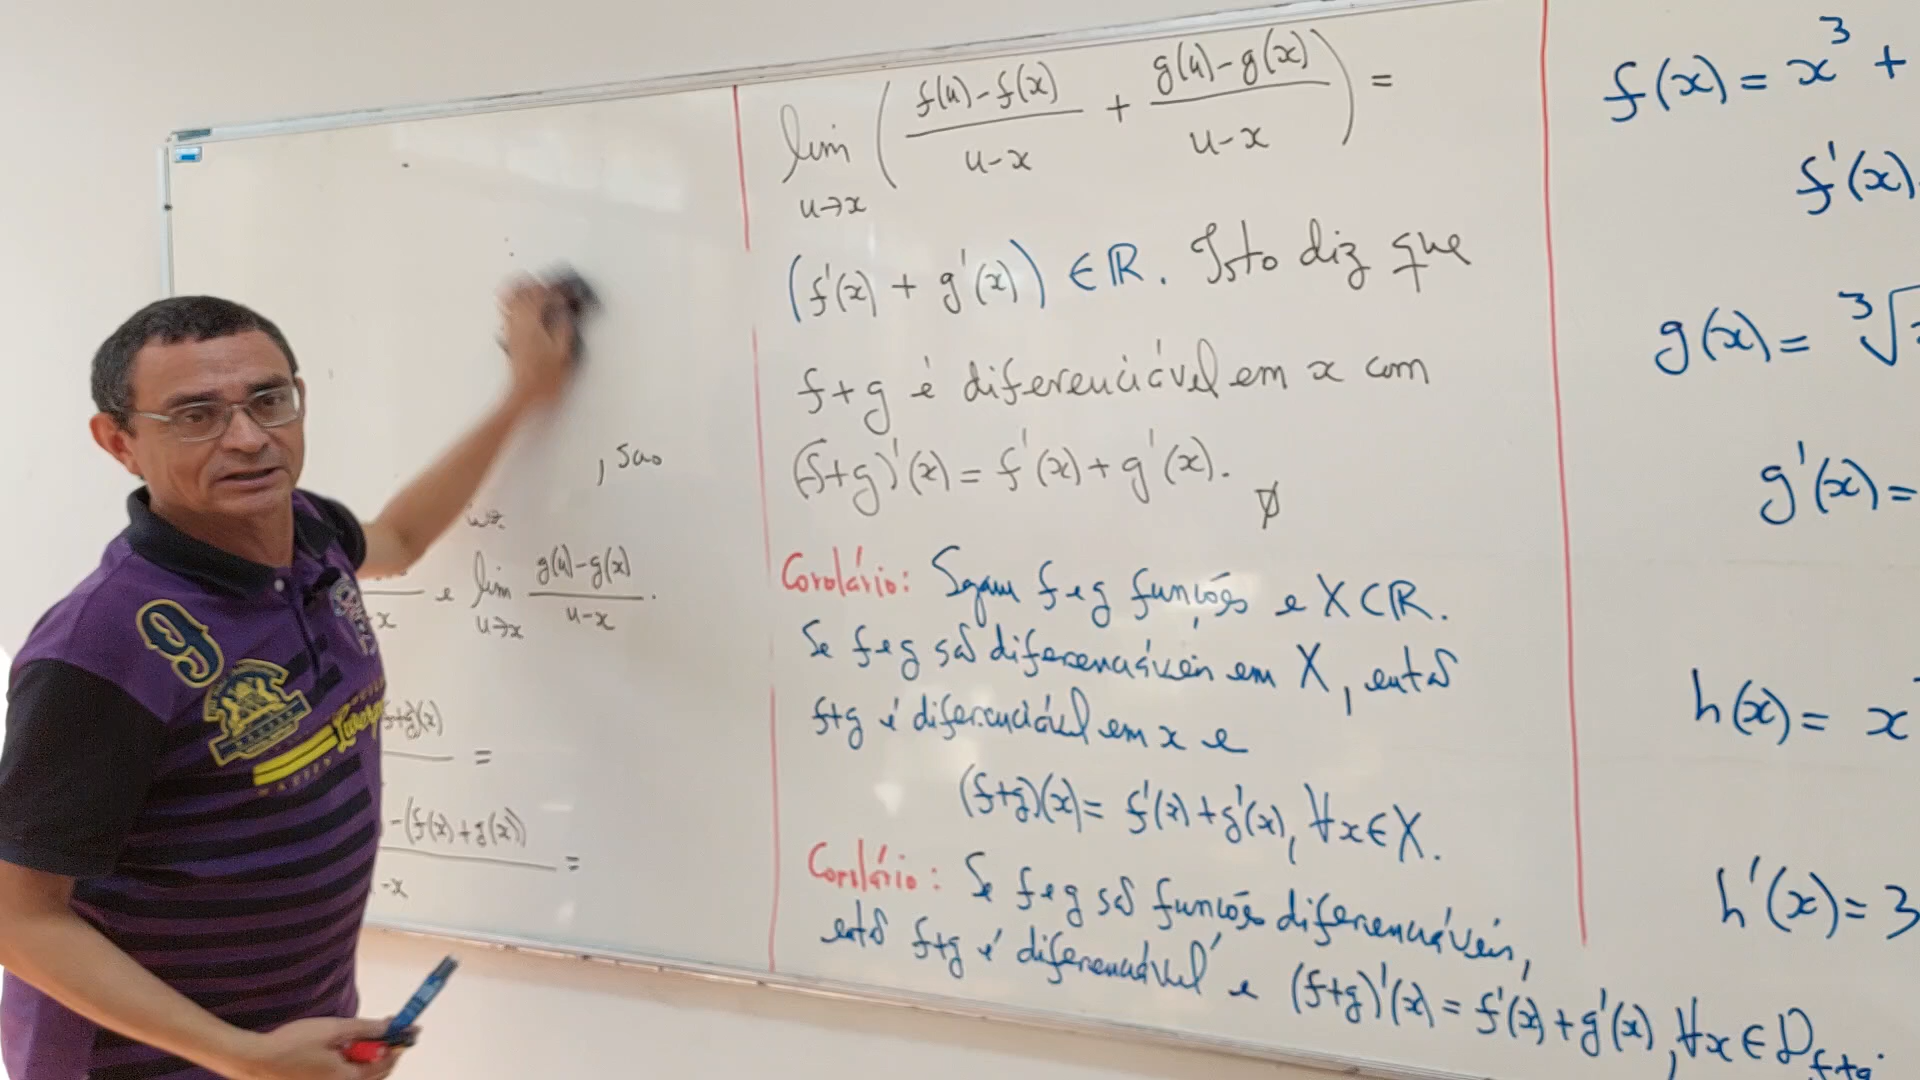 , são
e lim g(u)-g(x) / u-x .
u→x
-x
f+g)(x)
=
-(f(x)+g(x)) =
-x
lim ( f(u)-f(x) / u-x + g(u)-g(x) / u-x ) =
u→x
(f'(x) + g'(x)) ∈ ℝ. Isto diz que
f+g é diferenciável em x com
(f+g)'(x) = f'(x) + g'(x).
Corolário: Sejam f e g funções e X⊂ℝ.
Se f e g são diferenciáveis em X, então
f+g é diferenciável em x e
(f+g)(x) = f'(x) + g'(x), ∀x∈X.
Corolário: Se f e g são funções diferenciáveis,
então f+g é diferenciável e (f+g)'(x) = f'(x) + g'(x), ∀x∈D f+g.
f(x) = x³ +
f'(x)
g(x) = ³√
g'(x) =
h(x) = x
h'(x) = 3
9